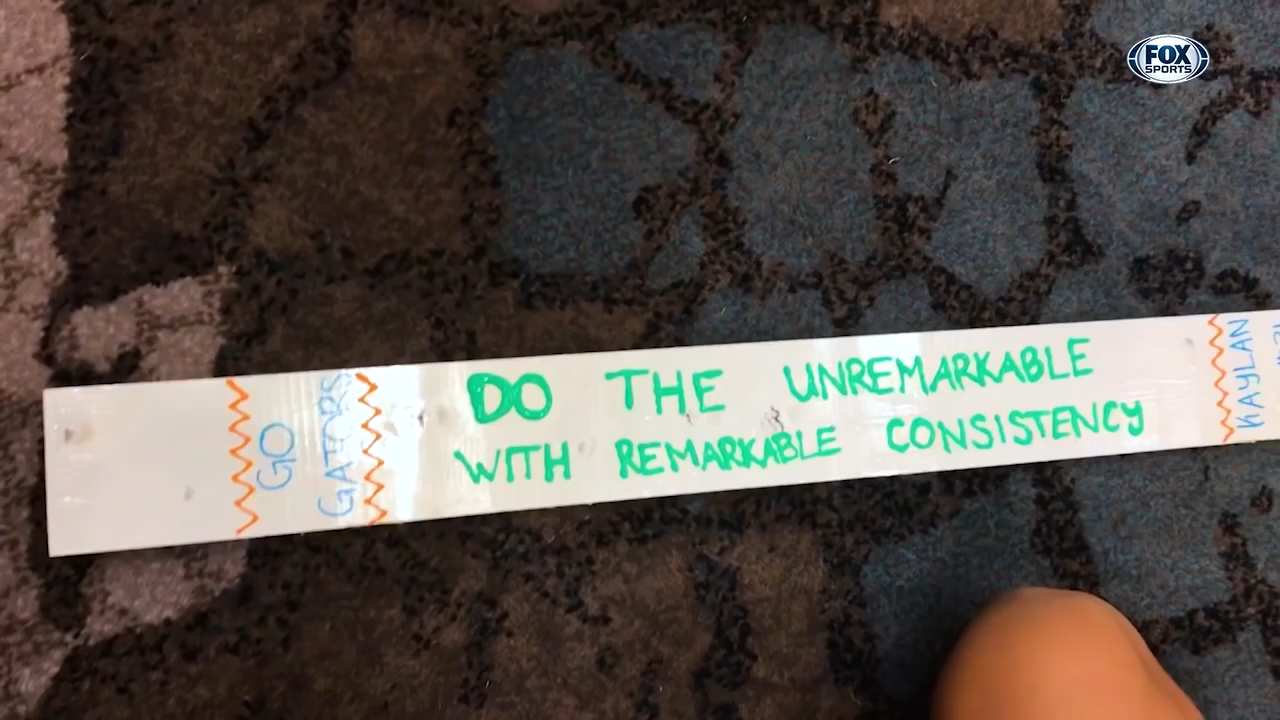 FOX
SPORTS
GO
GATORS
DO THE UNREMARKABLE
WITH REMARKABLE CONSISTENCY
KAYLAN